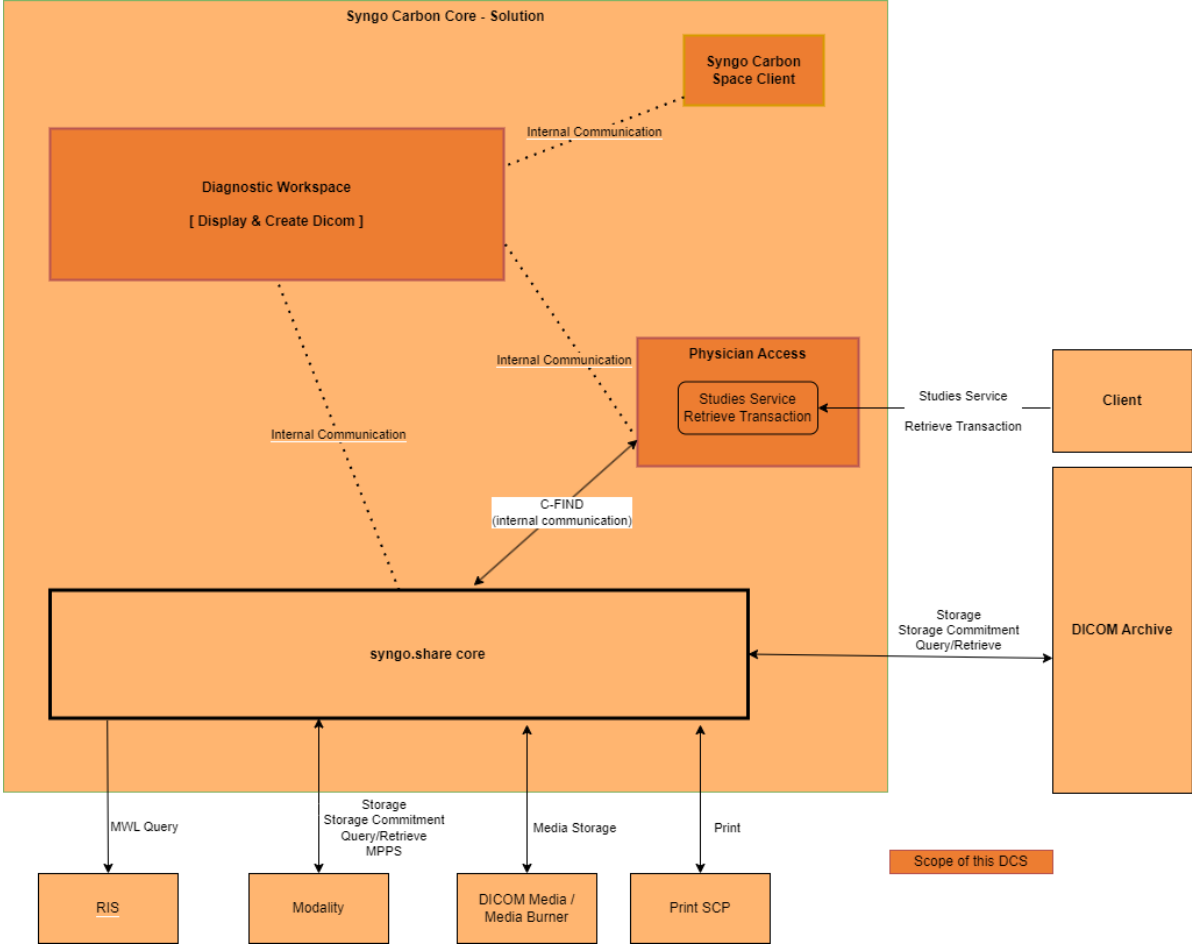 Syngo Carbon Core - Solution
Syngo Carbon
Space Client
Internal Communication
Diagnostic Workspace
[ Display & Create Dicom ]
Internal Communication
Physician Access
Studies Service
Retrieve Transaction
Studies Service
Retrieve Transaction
Client
Internal Communication
C-FIND
(internal communication)
syngo.share core
Storage
Storage Commitment
Query/Retrieve
DICOM Archive
MWL Query
Storage
Storage Commitment
Query/Retrieve
MPPS
Media Storage
Print
Scope of this DCS
RIS
Modality
DICOM Media /
Media Burner
Print SCP